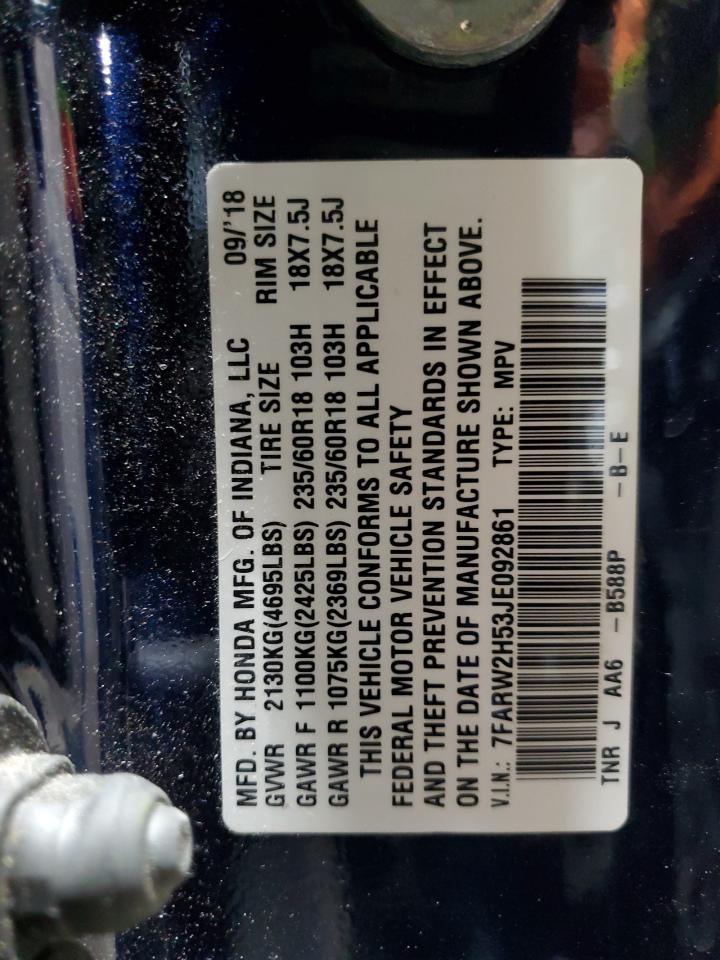 MFD. BY HONDA MFG. OF INDIANA, LLC 09/'18
GVWR 2130KG(4695LBS) TIRE SIZE RIM SIZE
GAWR F 1100KG(2425LBS) 235/60R18 103H 18X7.5J
GAWR R 1075KG(2369LBS) 235/60R18 103H 18X7.5J
THIS VEHICLE CONFORMS TO ALL APPLICABLE
FEDERAL MOTOR VEHICLE SAFETY
AND THEFT PREVENTION STANDARDS IN EFFECT
ON THE DATE OF MANUFACTURE SHOWN ABOVE.
V.I.N.: 7FARW2H53JE092861 TYPE: MPV
TNR J AA6 -B588P -B-E